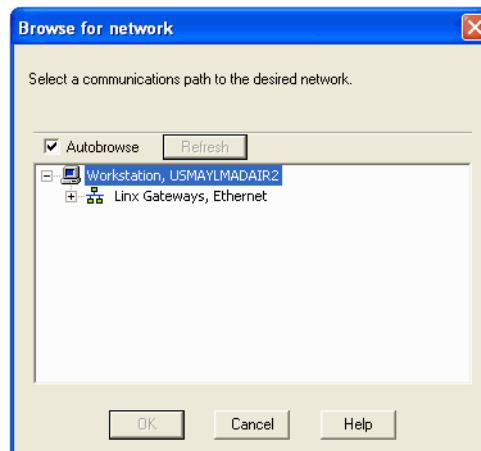 Browse for network
Select a communications path to the desired network.
Autobrowse Refresh
Workstation, USMAYLMADAIR2
Linx Gateways, Ethernet
OK Cancel Help